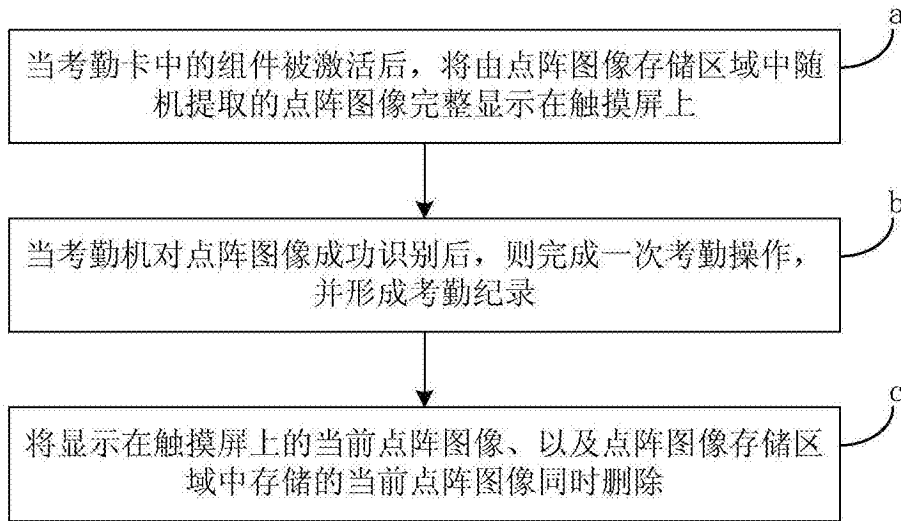 a
当考勤卡中的组件被激活后，将由点阵图像存储区域中随
机提取的点阵图像完整显示在触摸屏上
b
当考勤机对点阵图像成功识别后，则完成一次考勤操作，
并形成考勤纪录
c
将显示在触摸屏上的当前点阵图像、以及点阵图像存储区
域中存储的当前点阵图像同时删除